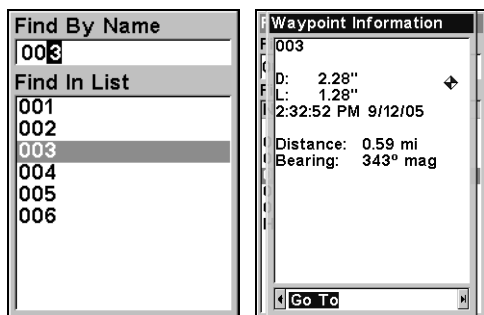 Find By Name
003
Find In List
001
002
003
004
005
006
Waypoint Information
003
D: 2.28"
L: 1.28"
2:32:52 PM 9/12/05
Distance: 0.59 mi
Bearing: 343º mag
Go To